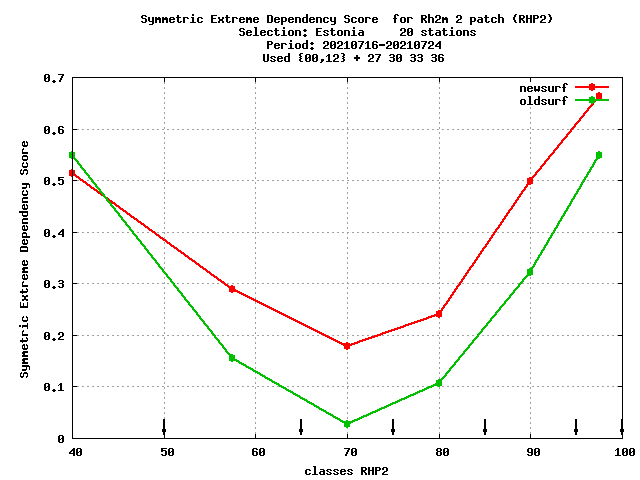 Symmetric Extreme Dependency Score  for Rh2m 2 patch (RHP2)
Selection: Estonia     20 stations
Period: 20210716-20210724
Used {00,12} + 27 30 33 36
newsurf
oldsurf
Symmetric Extreme Dependency Score
0.7
0.6
0.5
0.4
0.3
0.2
0.1
0
40 50 60 70 80 90 100
classes RHP2